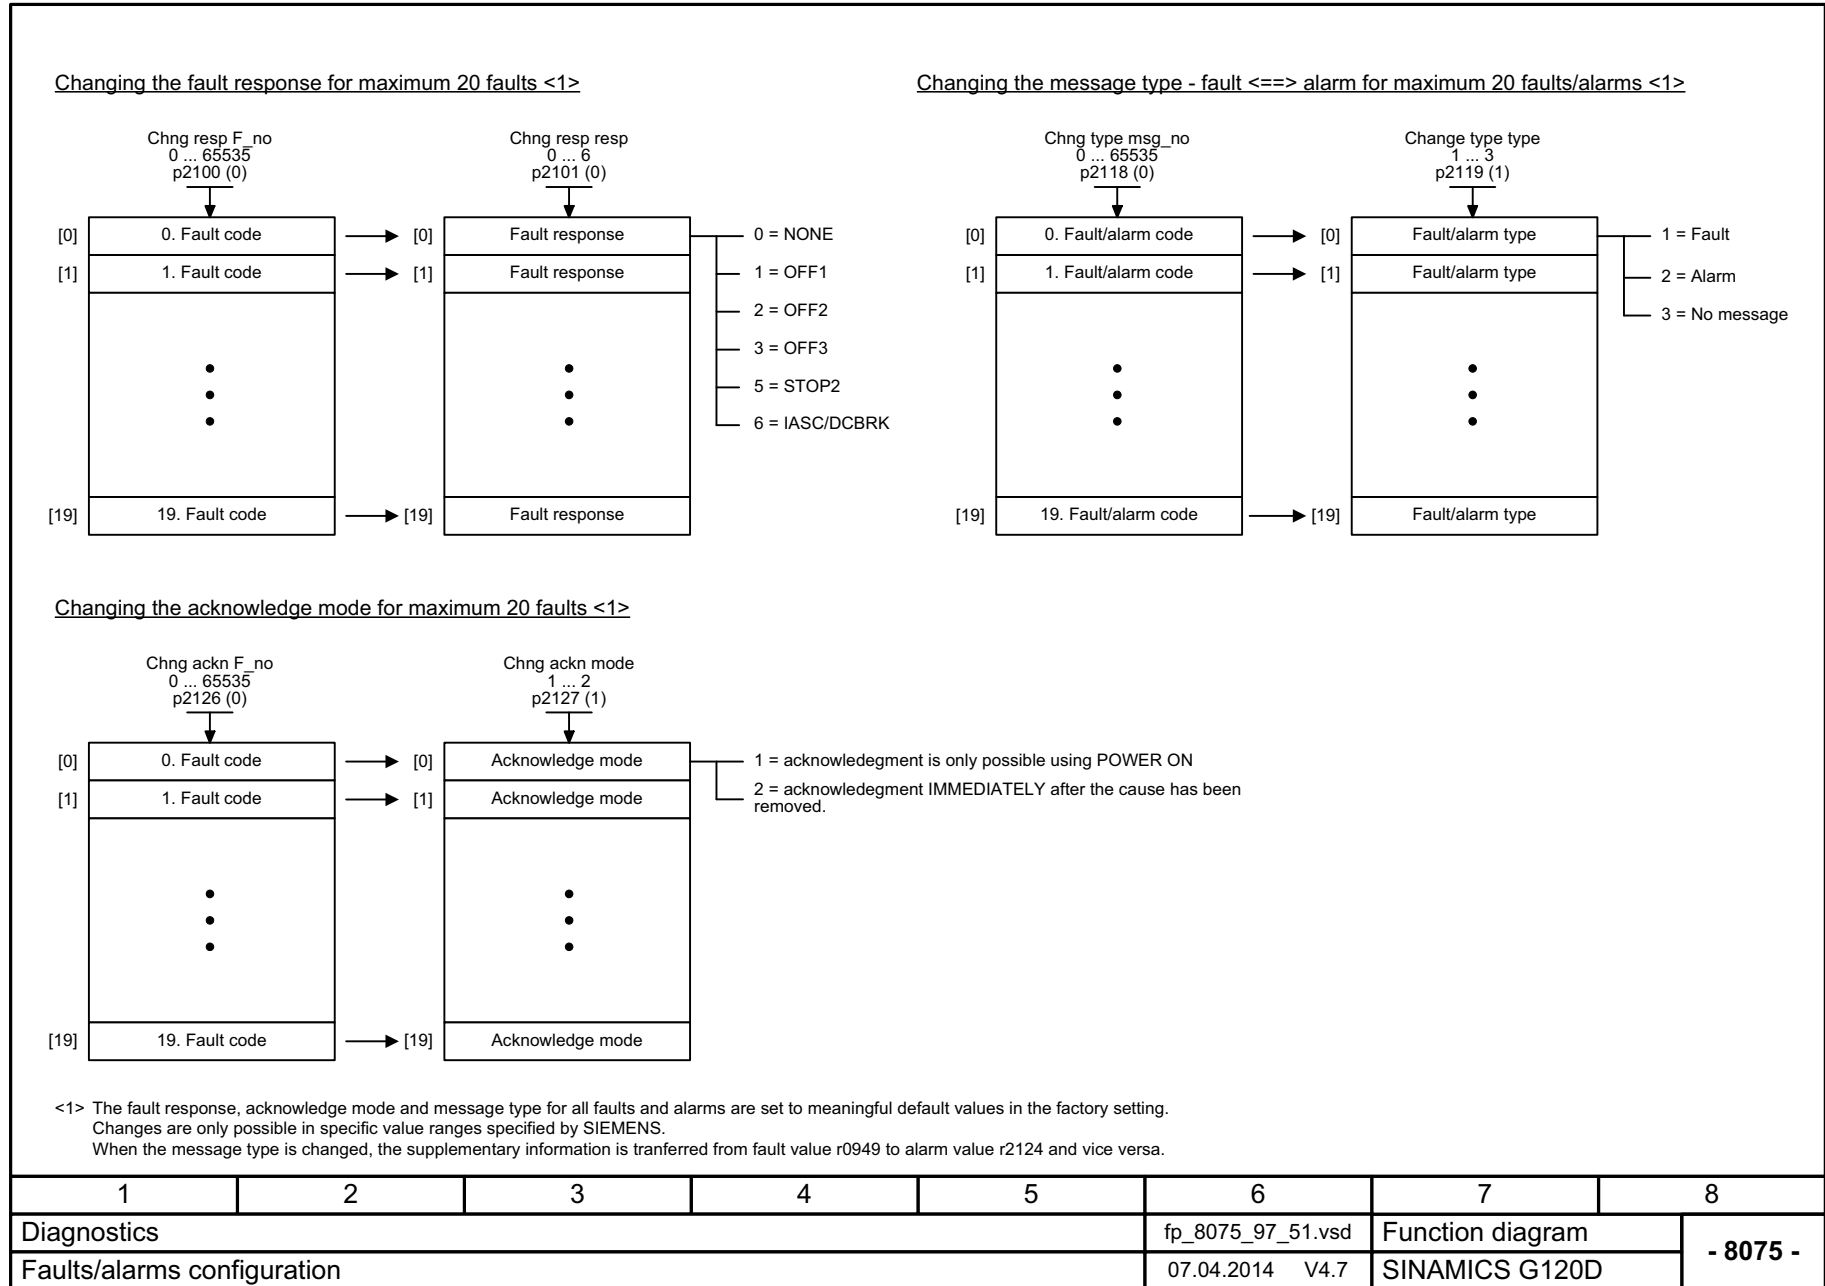 Changing the fault response for maximum 20 faults <1>
Chng resp F_no
0 ... 65535
p2100 (0)
Chng resp resp
0 ... 6
p2101 (0)
[0] 0. Fault code [0] Fault response 0 = NONE
[1] 1. Fault code [1] Fault response 1 = OFF1
2 = OFF2
3 = OFF3
5 = STOP2
6 = IASC/DCBRK
[19] 19. Fault code [19] Fault response
Changing the message type - fault <==> alarm for maximum 20 faults/alarms <1>
Chng type msg_no
0 ... 65535
p2118 (0)
Change type type
1 ... 3
p2119 (1)
[0] 0. Fault/alarm code [0] Fault/alarm type 1 = Fault
[1] 1. Fault/alarm code [1] Fault/alarm type 2 = Alarm
3 = No message
[19] 19. Fault/alarm code [19] Fault/alarm type
Changing the acknowledge mode for maximum 20 faults <1>
Chng ackn F_no
0 ... 65535
p2126 (0)
Chng ackn mode
1 ... 2
p2127 (1)
[0] 0. Fault code [0] Acknowledge mode 1 = acknowledegment is only possible using POWER ON
[1] 1. Fault code [1] Acknowledge mode 2 = acknowledegment IMMEDIATELY after the cause has been
removed.
[19] 19. Fault code [19] Acknowledge mode
<1> The fault response, acknowledge mode and message type for all faults and alarms are set to meaningful default values in the factory setting.
Changes are only possible in specific value ranges specified by SIEMENS.
When the message type is changed, the supplementary information is tranferred from fault value r0949 to alarm value r2124 and vice versa.
1 2 3 4 5 6 7 8
Diagnostics fp_8075_97_51.vsd Function diagram - 8075 -
Faults/alarms configuration 07.04.2014 V4.7 SINAMICS G120D